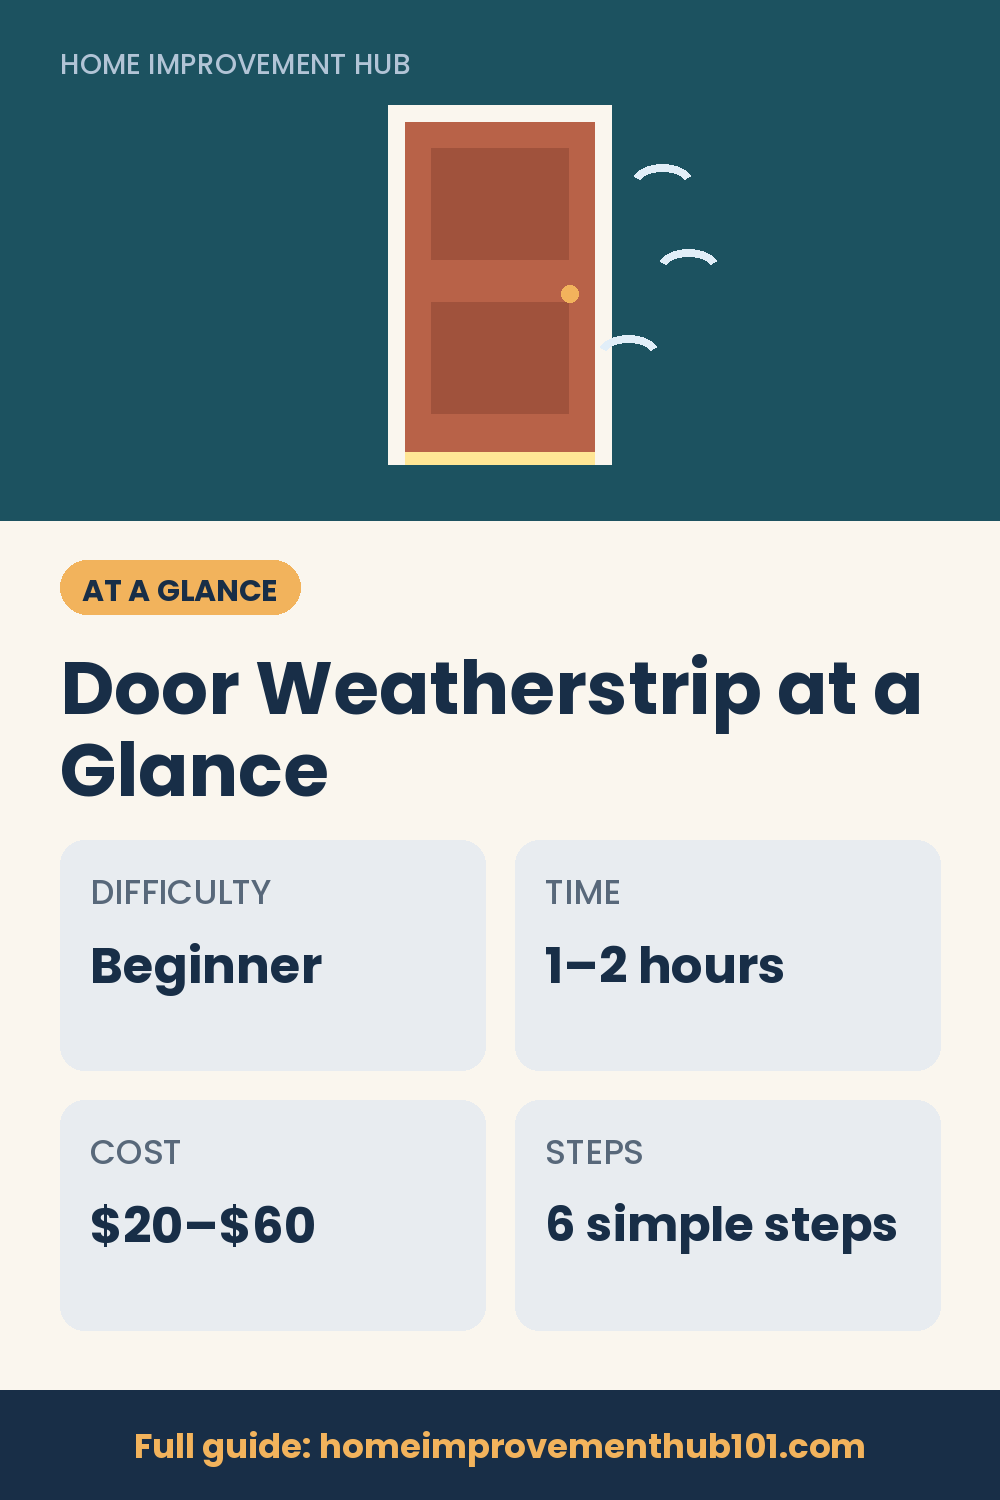 HOME IMPROVEMENT HUB
AT A GLANCE
Door Weatherstrip at a
Glance
DIFFICULTY
Beginner
TIME
1–2 hours
COST
$20–$60
STEPS
6 simple steps
Full guide: homeimprovementhub101.com